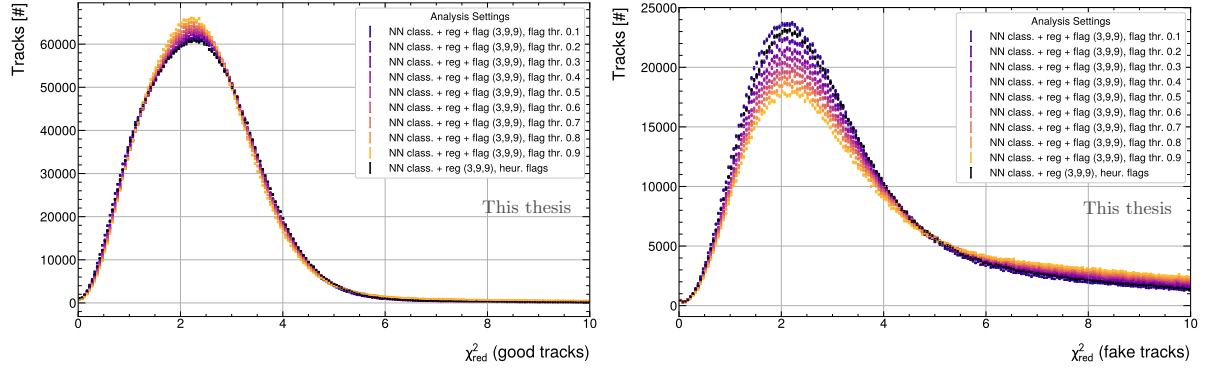 Tracks [#]
60000
50000
40000
30000
20000
10000
0
0 2 4 6 8 10
χ²red (good tracks)
Analysis Settings
NN class. + reg + flag (3,9,9), flag thr. 0.1
NN class. + reg + flag (3,9,9), flag thr. 0.2
NN class. + reg + flag (3,9,9), flag thr. 0.3
NN class. + reg + flag (3,9,9), flag thr. 0.4
NN class. + reg + flag (3,9,9), flag thr. 0.5
NN class. + reg + flag (3,9,9), flag thr. 0.6
NN class. + reg + flag (3,9,9), flag thr. 0.7
NN class. + reg + flag (3,9,9), flag thr. 0.8
NN class. + reg + flag (3,9,9), flag thr. 0.9
NN class. + reg (3,9,9), heur. flags
This thesis
Tracks [#]
25000
20000
15000
10000
5000
0
0 2 4 6 8 10
χ²red (fake tracks)
Analysis Settings
NN class. + reg + flag (3,9,9), flag thr. 0.1
NN class. + reg + flag (3,9,9), flag thr. 0.2
NN class. + reg + flag (3,9,9), flag thr. 0.3
NN class. + reg + flag (3,9,9), flag thr. 0.4
NN class. + reg + flag (3,9,9), flag thr. 0.5
NN class. + reg + flag (3,9,9), flag thr. 0.6
NN class. + reg + flag (3,9,9), flag thr. 0.7
NN class. + reg + flag (3,9,9), flag thr. 0.8
NN class. + reg + flag (3,9,9), flag thr. 0.9
NN class. + reg (3,9,9), heur. flags
This thesis